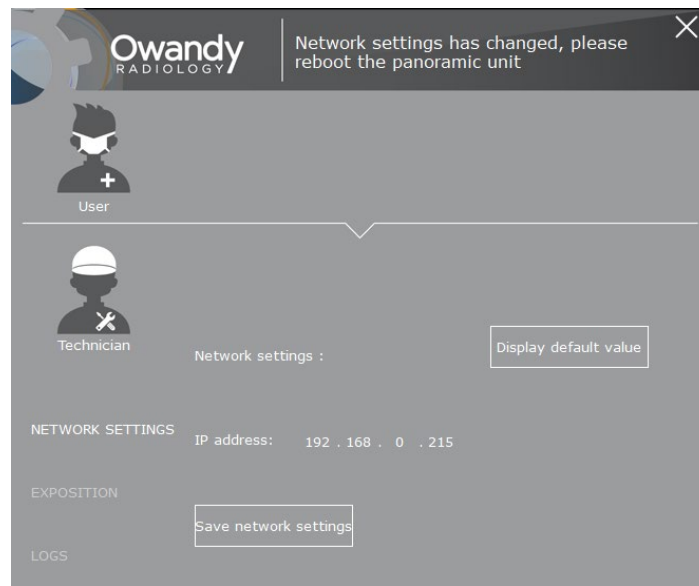 Owandy
RADIOLOGY
Network settings has changed, please
reboot the panoramic unit
User
Technician
Network settings :
Display default value
NETWORK SETTINGS
IP address: 192 . 168 . 0 . 215
EXPOSITION
Save network settings
LOGS